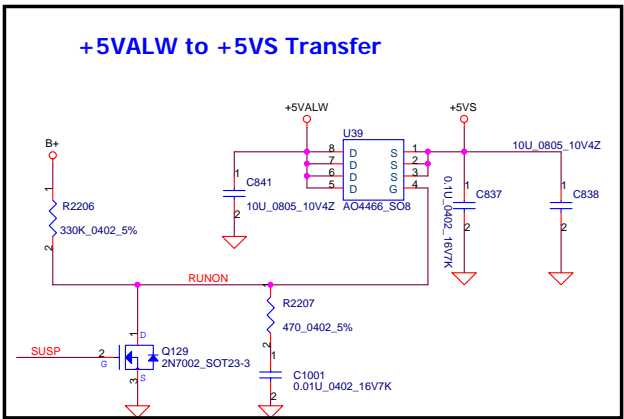 +5VALW to +5VS Transfer
+5VALW
+5VS
B+
U39
8 D S 1
7 D S 2
6 D S 3
5 D G 4
AO4466_SO8
1
C841
2
10U_0805_10V4Z
10U_0805_10V4Z
1
C837
2
0.1U_0402_16V7K
1
C838
2
1
R2206
330K_0402_5%
2
RUNON
1
R2207
470_0402_5%
2
1
C1001
2
0.01U_0402_16V7K
SUSP
2
G
1
D
Q129
2N7002_SOT23-3
3
S